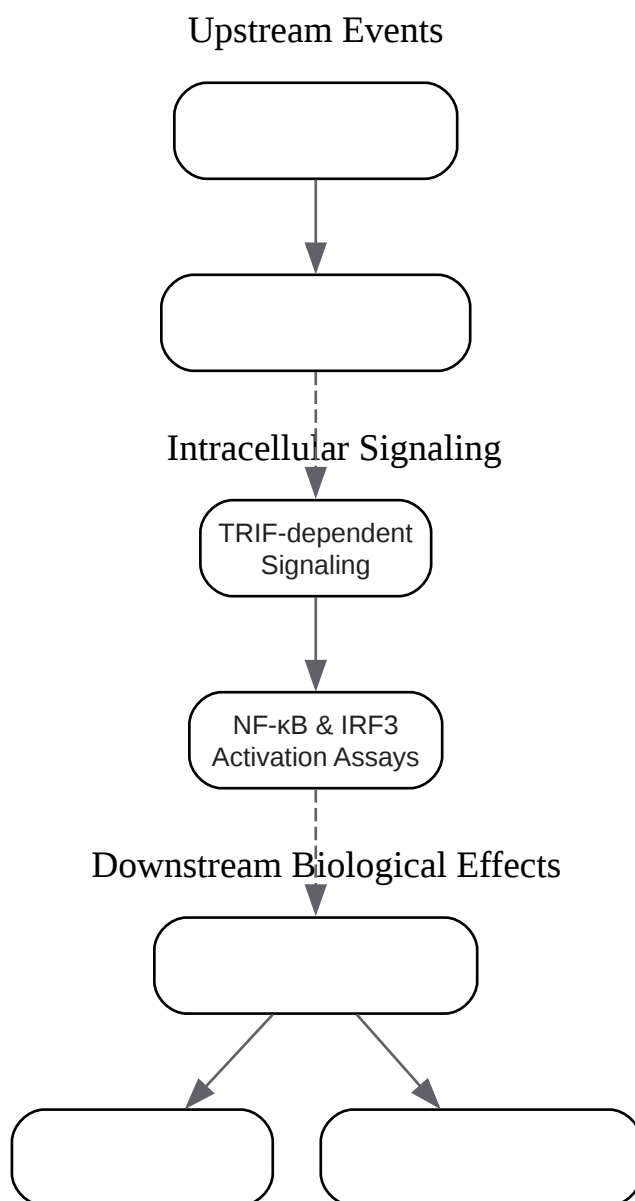 Upstream Events
Intracellular Signaling
TRIF-dependent
Signaling
NF-κB & IRF3
Activation Assays
Downstream Biological Effects